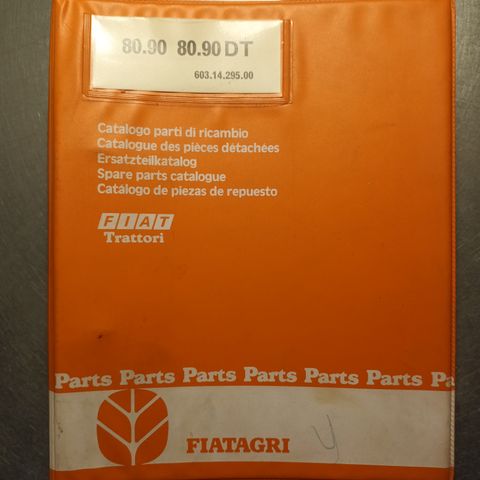 80.90 80.90 DT
603.14.295.00
Catalogo parti di ricambio
Catalogue des pièces détachées
Ersatzteilkatalog
Spare parts catalogue
Catálogo de piezas de repuesto
FIAT
Trattori
Parts Parts Parts Parts Parts Parts Parts
FIATAGRI